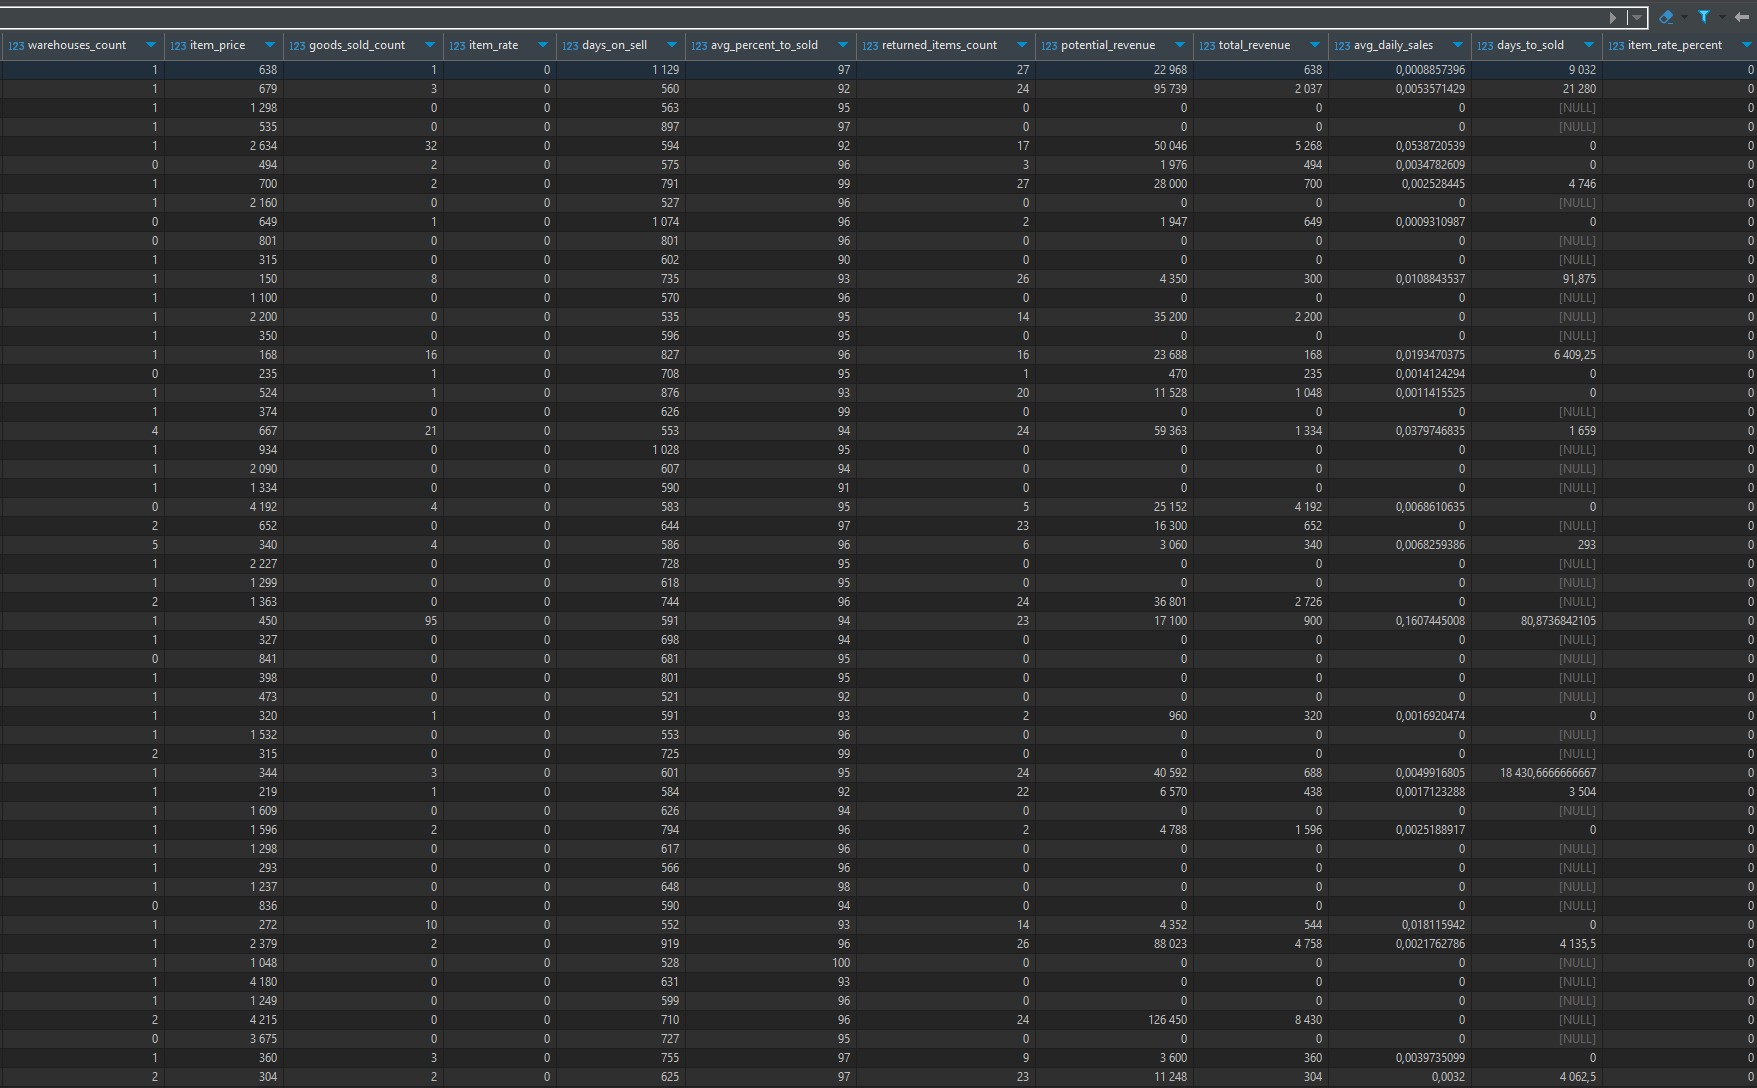 123 warehouses_count 123 item_price 123 goods_sold_count 123 item_rate 123 days_on_sell 123 avg_percent_to_sold 123 returned_items_count 123 potential_revenue 123 total_revenue 123 avg_daily_sales 123 days_to_sold 123 item_rate_percent
1 638 1 0 1 129 97 27 22 968 638 0,0008857396 9 032 0
1 679 3 0 560 92 24 95 739 2 037 0,0053571429 21 280 0
1 1 298 0 0 563 95 0 0 0 0 [NULL] 0
1 535 0 0 897 97 0 0 0 0 [NULL] 0
1 2 634 32 0 594 92 17 50 046 5 268 0,0538720539 0 0
0 494 2 0 575 96 3 1 976 494 0,0034782609 0 0
1 700 2 0 791 99 27 28 000 700 0,002528445 4 746 0
1 2 160 0 0 527 96 0 0 0 0 [NULL] 0
0 649 1 0 1 074 96 2 1 947 649 0,0009310987 0 0
0 801 0 0 801 96 0 0 0 0 [NULL] 0
1 315 0 0 602 90 0 0 0 0 [NULL] 0
1 150 8 0 735 93 26 4 350 300 0,0108843537 91,875 0
1 1 100 0 0 570 96 0 0 0 0 [NULL] 0
1 2 200 0 0 535 95 14 35 200 2 200 0 [NULL] 0
1 350 0 0 596 95 0 0 0 0 [NULL] 0
1 168 16 0 827 96 16 23 688 168 0,0193470375 6 409,25 0
0 235 1 0 708 95 1 470 235 0,0014124294 0 0
1 524 1 0 876 93 20 11 528 1 048 0,0011415525 0 0
1 374 0 0 626 99 0 0 0 0 [NULL] 0
4 667 21 0 553 94 24 59 363 1 334 0,0379746835 1 659 0
1 934 0 0 1 028 95 0 0 0 0 [NULL] 0
1 2 090 0 0 607 94 0 0 0 0 [NULL] 0
1 1 334 0 0 590 91 0 0 0 0 [NULL] 0
0 4 192 4 0 583 95 5 25 152 4 192 0,0068610635 0 0
2 652 0 0 644 97 23 16 300 652 0 [NULL] 0
5 340 4 0 586 96 6 3 060 340 0,0068259386 293 0
1 2 227 0 0 728 95 0 0 0 0 [NULL] 0
1 1 299 0 0 618 95 0 0 0 0 [NULL] 0
2 1 363 0 0 744 96 24 36 801 2 726 0 [NULL] 0
1 450 95 0 591 94 23 17 100 900 0,1607445008 80,8736842105 0
1 327 0 0 698 94 0 0 0 0 [NULL] 0
0 841 0 0 681 95 0 0 0 0 [NULL] 0
1 398 0 0 801 95 0 0 0 0 [NULL] 0
1 473 0 0 521 92 0 0 0 0 [NULL] 0
1 320 1 0 591 93 2 960 320 0,0016920474 0 0
1 1 532 0 0 553 96 0 0 0 0 [NULL] 0
2 315 0 0 725 99 0 0 0 0 [NULL] 0
1 344 3 0 601 95 24 40 592 688 0,0049916805 18 430,6666666667 0
1 219 1 0 584 92 22 6 570 438 0,0017123288 3 504 0
1 1 609 0 0 626 94 0 0 0 0 [NULL] 0
1 1 596 2 0 794 96 2 4 788 1 596 0,0025188917 0 0
1 1 298 0 0 617 96 0 0 0 0 [NULL] 0
1 293 0 0 566 96 0 0 0 0 [NULL] 0
1 1 237 0 0 648 98 0 0 0 0 [NULL] 0
0 836 0 0 590 94 0 0 0 0 [NULL] 0
1 272 10 0 552 93 14 4 352 544 0,018115942 0 0
1 2 379 2 0 919 96 26 88 023 4 758 0,0021762786 4 135,5 0
1 1 048 0 0 528 100 0 0 0 0 [NULL] 0
1 4 180 0 0 631 93 0 0 0 0 [NULL] 0
1 1 249 0 0 599 96 0 0 0 0 [NULL] 0
2 4 215 0 0 710 96 24 126 450 8 430 0 [NULL] 0
0 3 675 0 0 727 95 0 0 0 0 [NULL] 0
1 360 3 0 755 97 9 3 600 360 0,0039735099 0 0
2 304 2 0 625 97 23 11 248 304 0,0032 4 062,5 0